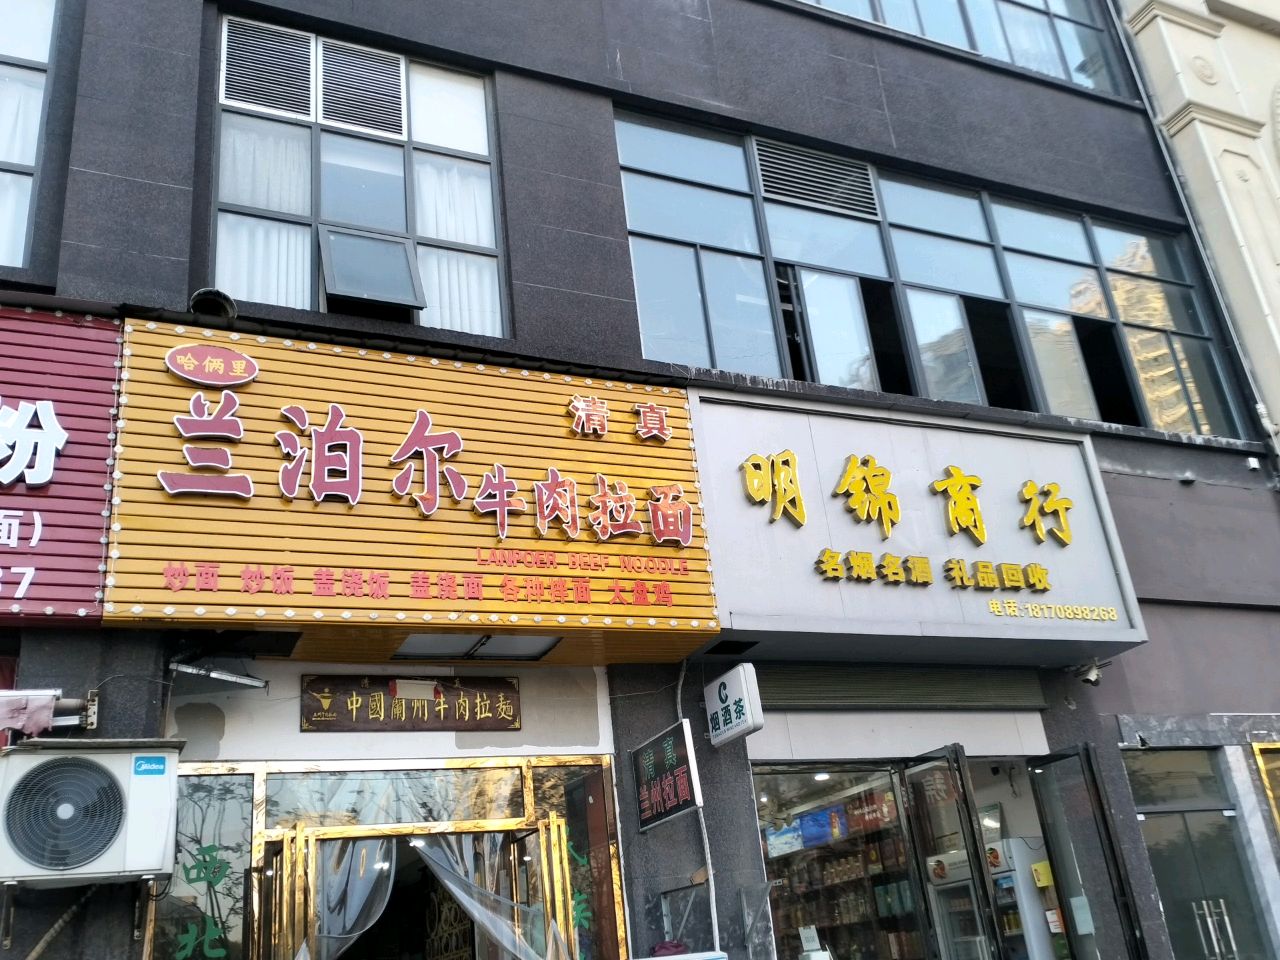 粉
面）
37
哈俩里
清真
兰泊尔牛肉拉面
LANPOER BEEF NOODLE
炒面 炒饭 盖浇饭 盖浇面 各种拌面 大盘鸡
明锦商行
名烟名酒 礼品回收
电话:18170898268
中國蘭州牛肉拉麵
烟酒茶
清真
兰州拉面
Midea
西北